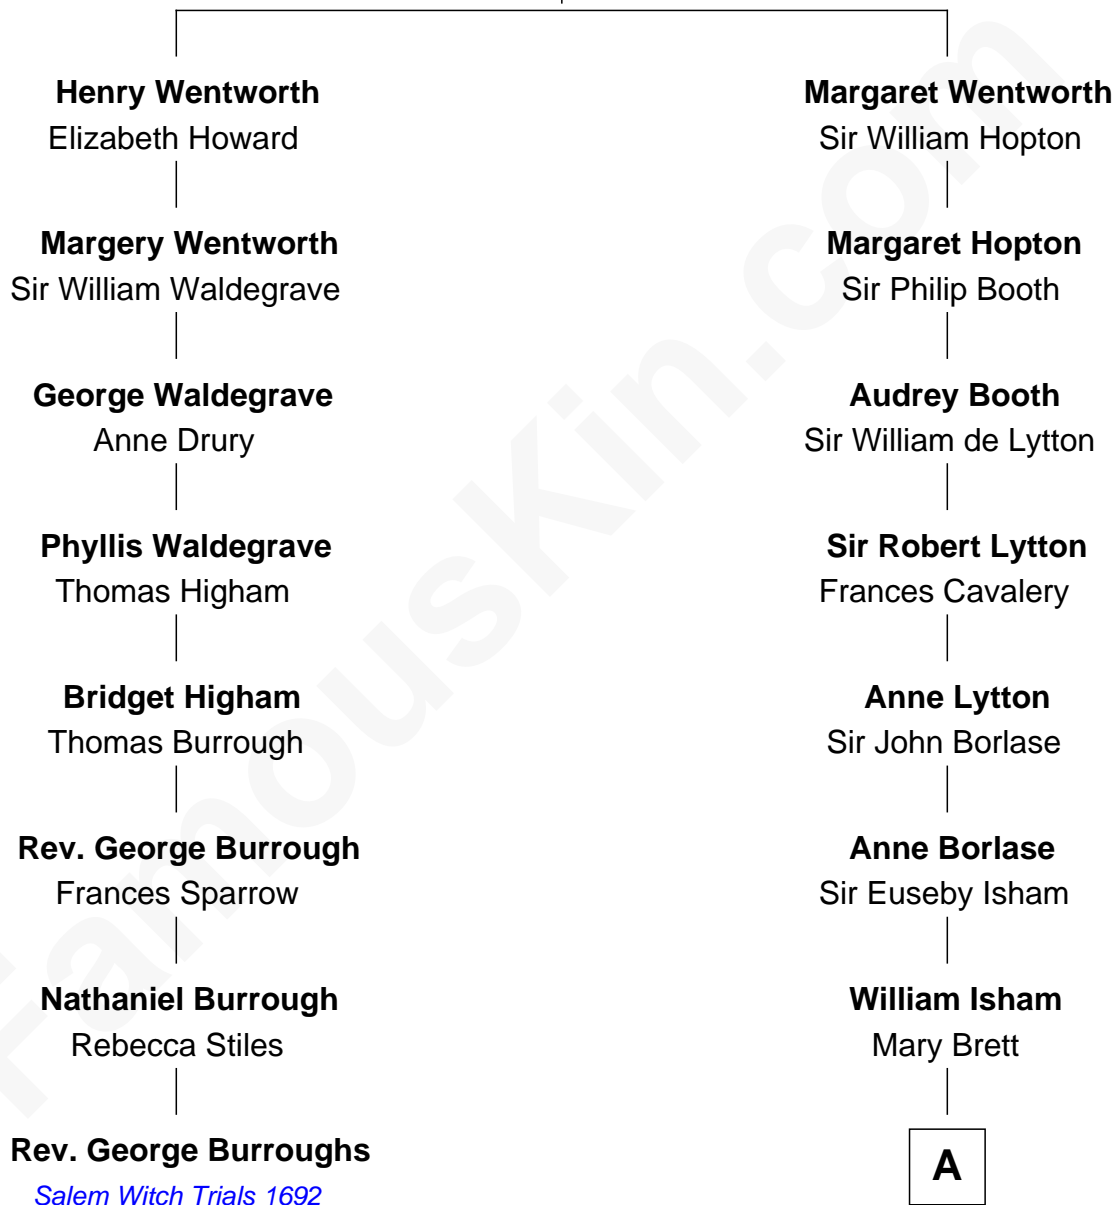 Henry Wentworth
Elizabeth Howard
Margery Wentworth
Sir William Waldegrave
George Waldegrave
Anne Drury
Phyllis Waldegrave
Thomas Higham
Bridget Higham
Thomas Burrough
Rev. George Burrough
Frances Sparrow
Nathaniel Burrough
Rebecca Stiles
Rev. George Burroughs
Salem Witch Trials 1692
Margaret Wentworth
Sir William Hopton
Margaret Hopton
Sir Philip Booth
Audrey Booth
Sir William de Lytton
Sir Robert Lytton
Frances Cavalery
Anne Lytton
Sir John Borlase
Anne Borlase
Sir Euseby Isham
William Isham
Mary Brett
A
FamousKin.com